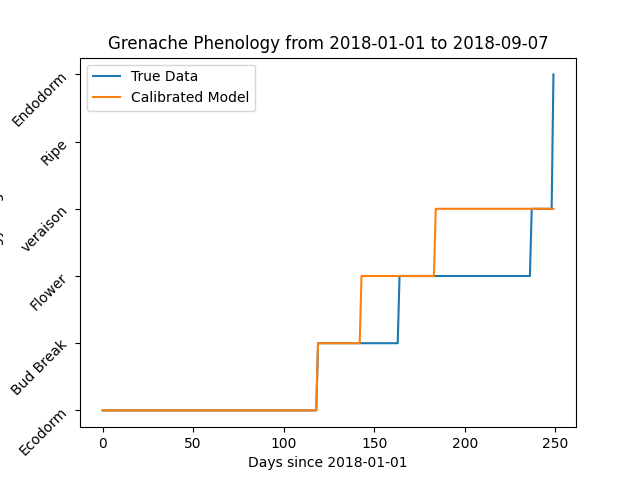 Grenache Phenology from 2018-01-01 to 2018-09-07
True Data
Calibrated Model
Endodorm
Ripe
veraison
Flower
Bud Break
Ecodorm
0 50 100 150 200 250
Days since 2018-01-01